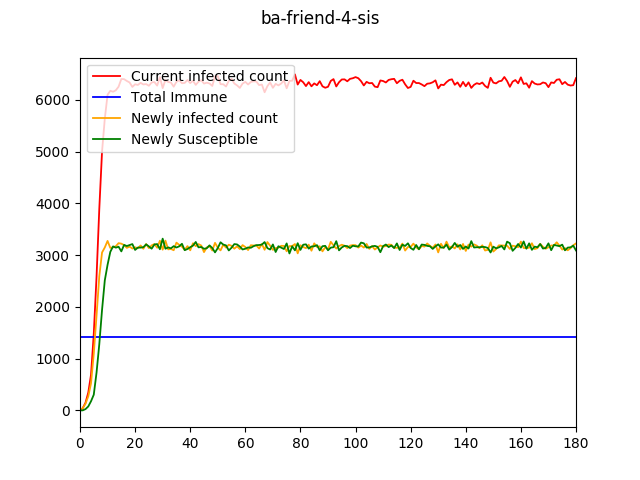 ba-friend-4-sis
Current infected count
Total Immune
Newly infected count
Newly Susceptible
6000
5000
4000
3000
2000
1000
0
0 20 40 60 80 100 120 140 160 180